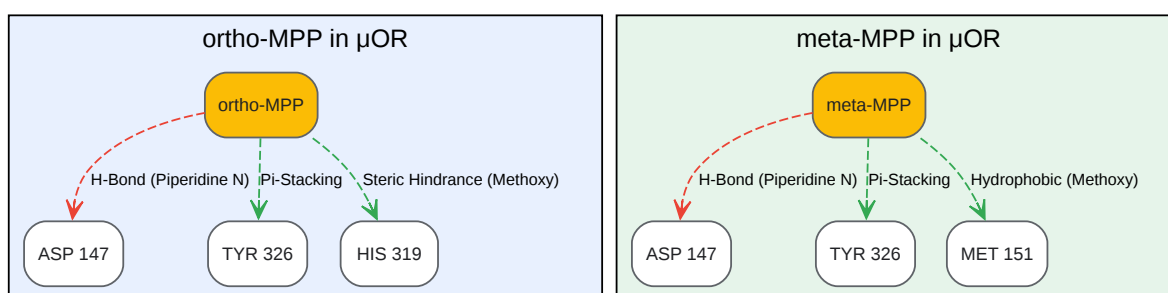 ortho-MPP in µOR
ortho-MPP
H-Bond (Piperidine N)
Pi-Stacking
Steric Hindrance (Methoxy)
ASP 147
TYR 326
HIS 319
meta-MPP in µOR
meta-MPP
H-Bond (Piperidine N)
Pi-Stacking
Hydrophobic (Methoxy)
ASP 147
TYR 326
MET 151